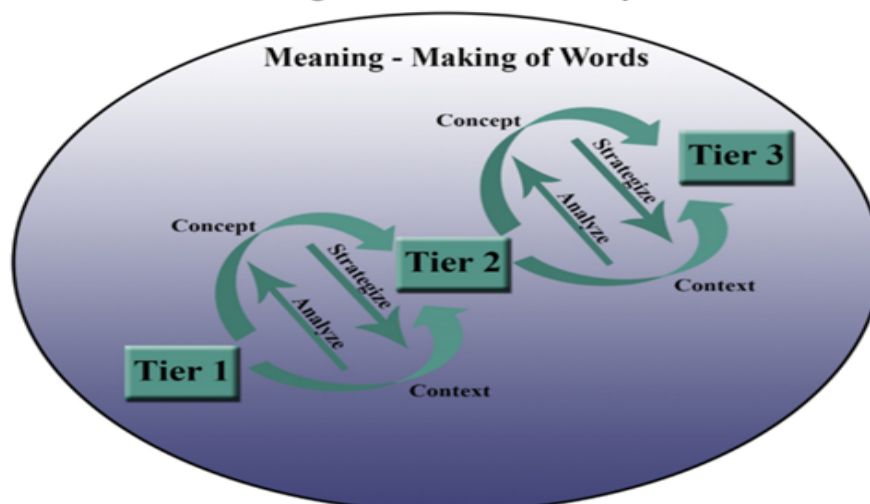 Meaning - Making of Words
Concept
Strategize
Analyze
Tier 3
Context
Concept
Strategize
Analyze
Tier 2
Context
Tier 1